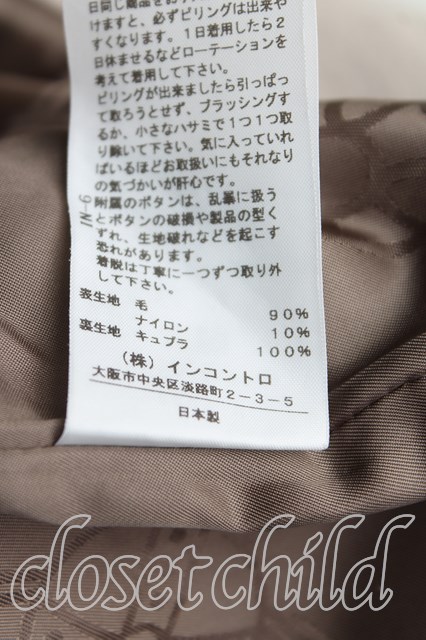 けますと、必ずピリングは出来や
すくなります。1日着用したら2
日休ませるなどローテーションを
考えて着用して下さい。
ピリングが出来ましたら引っぱっ
て取ろうとせず、ブラッシングす
るか、小さなハサミで1つ1つ取
り除いて下さい。気に入っていれ
ばいるほどお取扱いにもそれなり
の気づかいが肝心です。
附属のボタンは、乱暴に扱う
とボタンの破損や製品の型く
ずれ、生地破れなどを起こす
恐れがあります。
着脱は丁寧に一つずつ取り外
して下さい。
表生地 毛 90%
ナイロン 10%
裏生地 キュプラ 100%
(株) インコントロ
大阪市中央区淡路町2-3-5
日本製
closet child